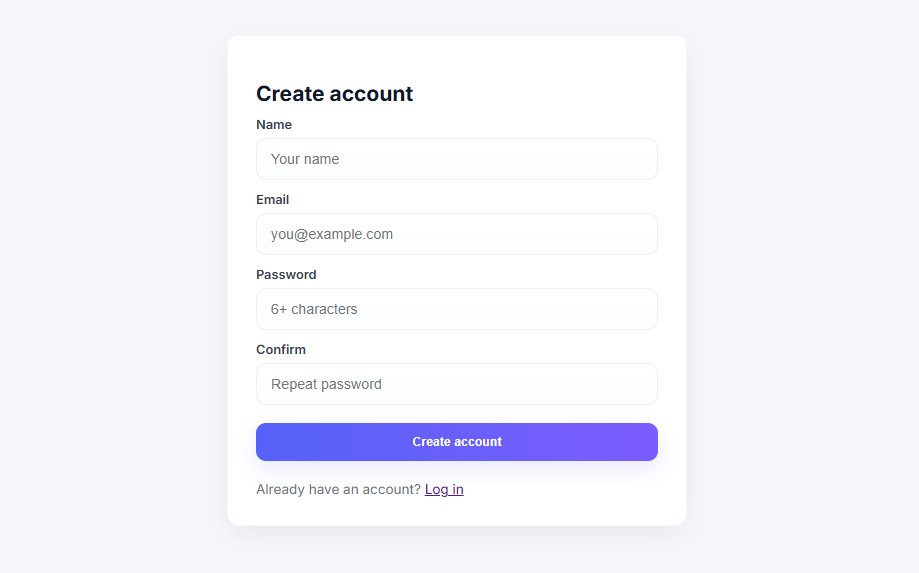 Create account
Name
Your name
Email
you@example.com
Password
6+ characters
Confirm
Repeat password
Create account
Already have an account? Log in